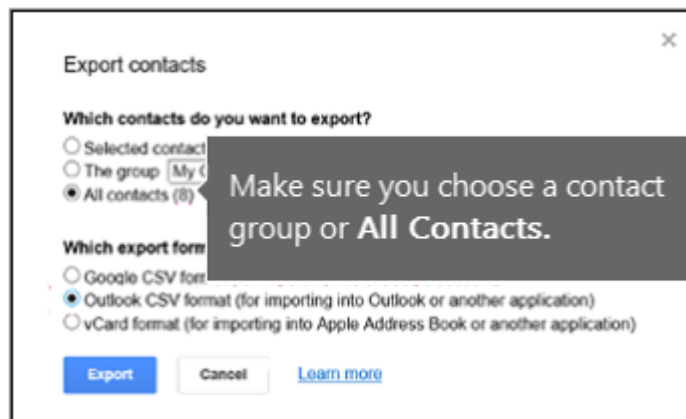 Export contacts
Which contacts do you want to export?
Selected contact
The group My
All contacts (8)
Make sure you choose a contact
group or All Contacts.
Which export form
Google CSV form
Outlook CSV format (for importing into Outlook or another application)
vCard format (for importing into Apple Address Book or another application)
Export Cancel Learn more